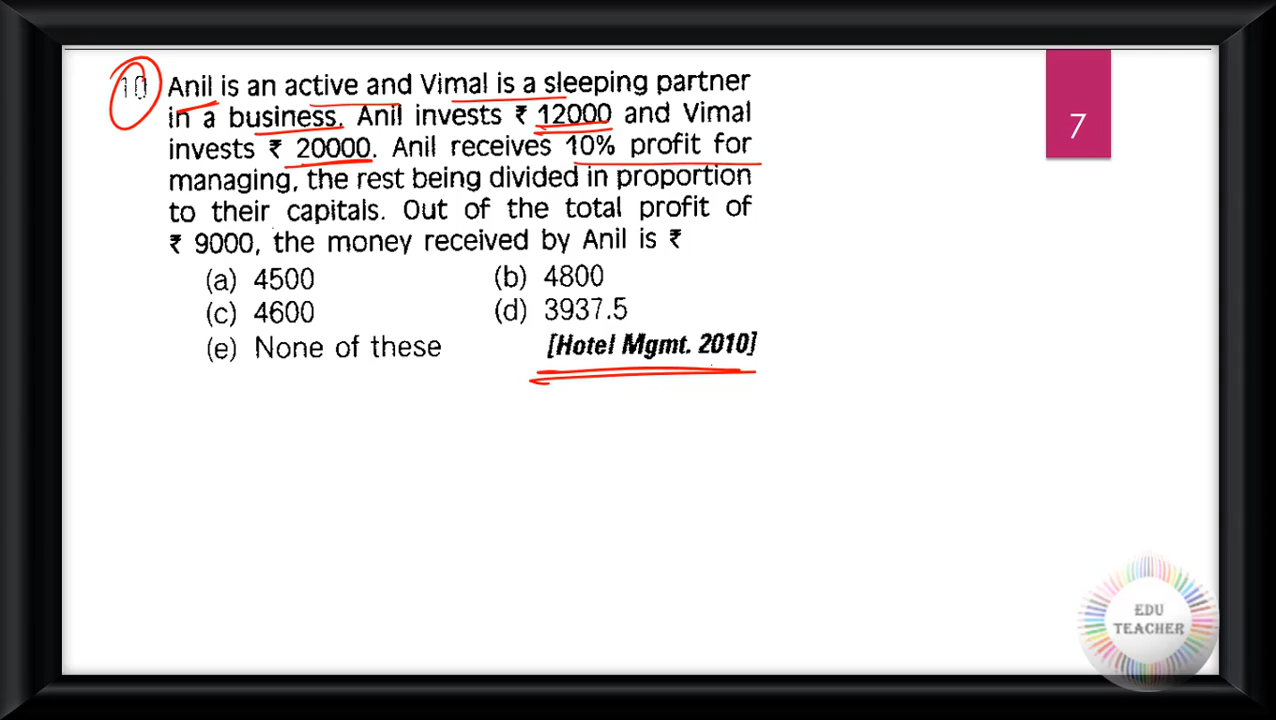 10 Anil is an active and Vimal is a sleeping partner
in a business. Anil invests ₹ 12000 and Vimal
invests ₹ 20000. Anil receives 10% profit for
managing, the rest being divided in proportion
to their capitals. Out of the total profit of
₹ 9000, the money received by Anil is ₹
(a) 4500 (b) 4800
(c) 4600 (d) 3937.5
(e) None of these [Hotel Mgmt. 2010]
7
EDU
TEACHER